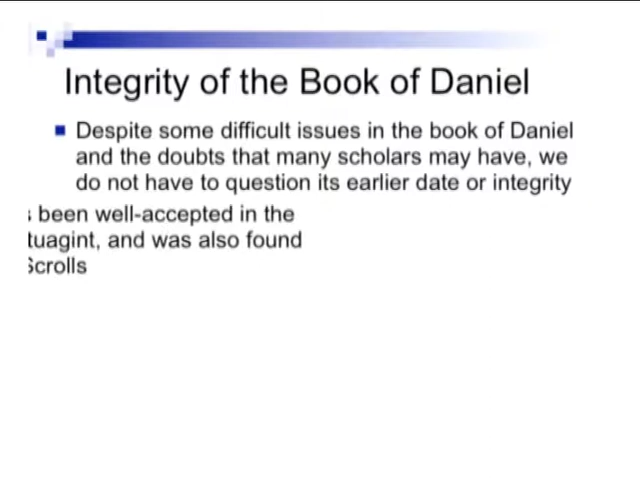 Integrity of the Book of Daniel
Despite some difficult issues in the book of Daniel
and the doubts that many scholars may have, we
do not have to question its earlier date or integrity
been well-accepted in the
tuagint, and was also found
Scrolls